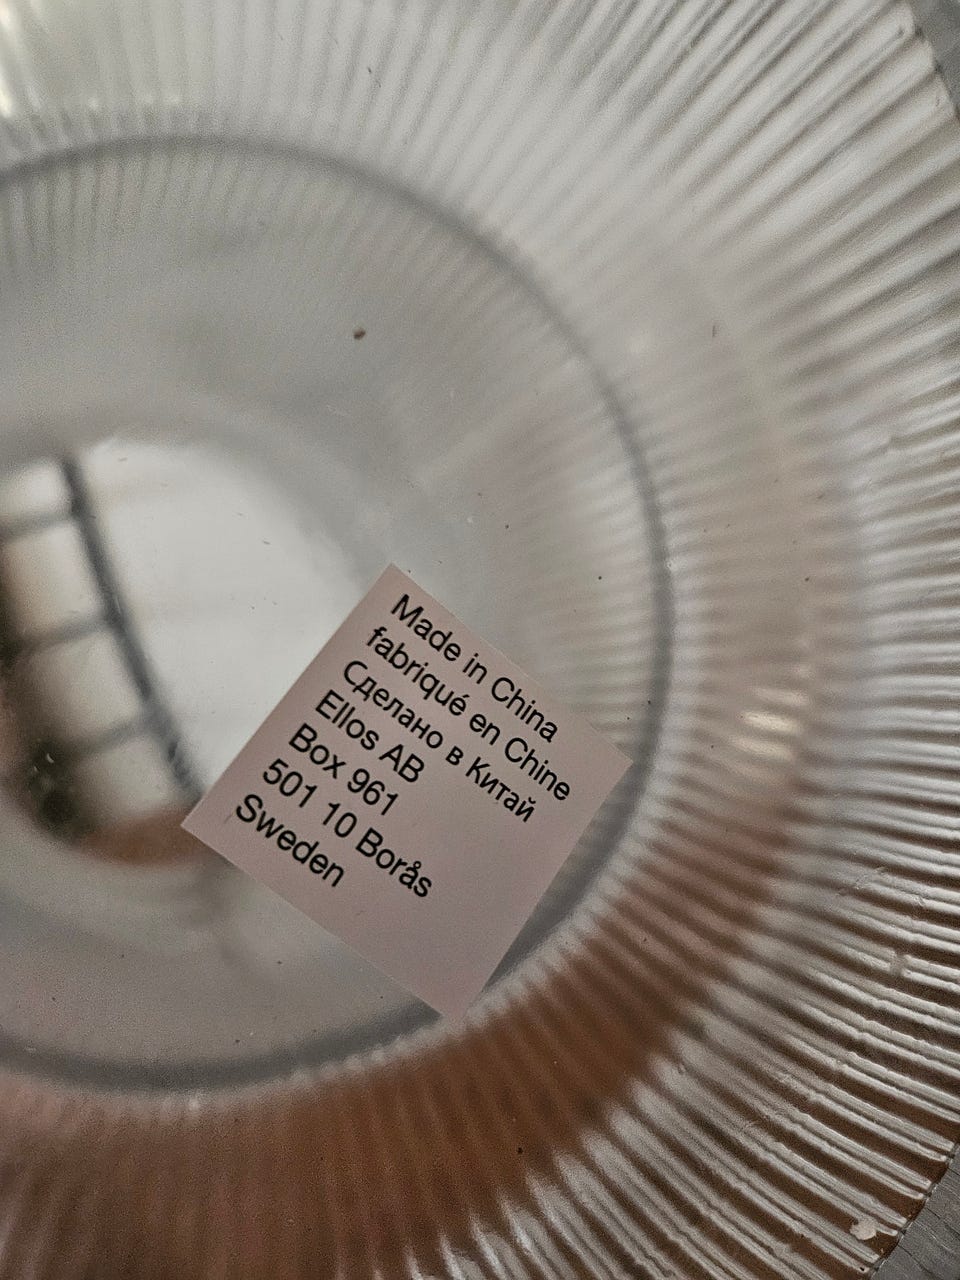 Made in China
fabriqué en Chine
Сделано в Китай
Ellos AB
Box 961
501 10 Borås
Sweden